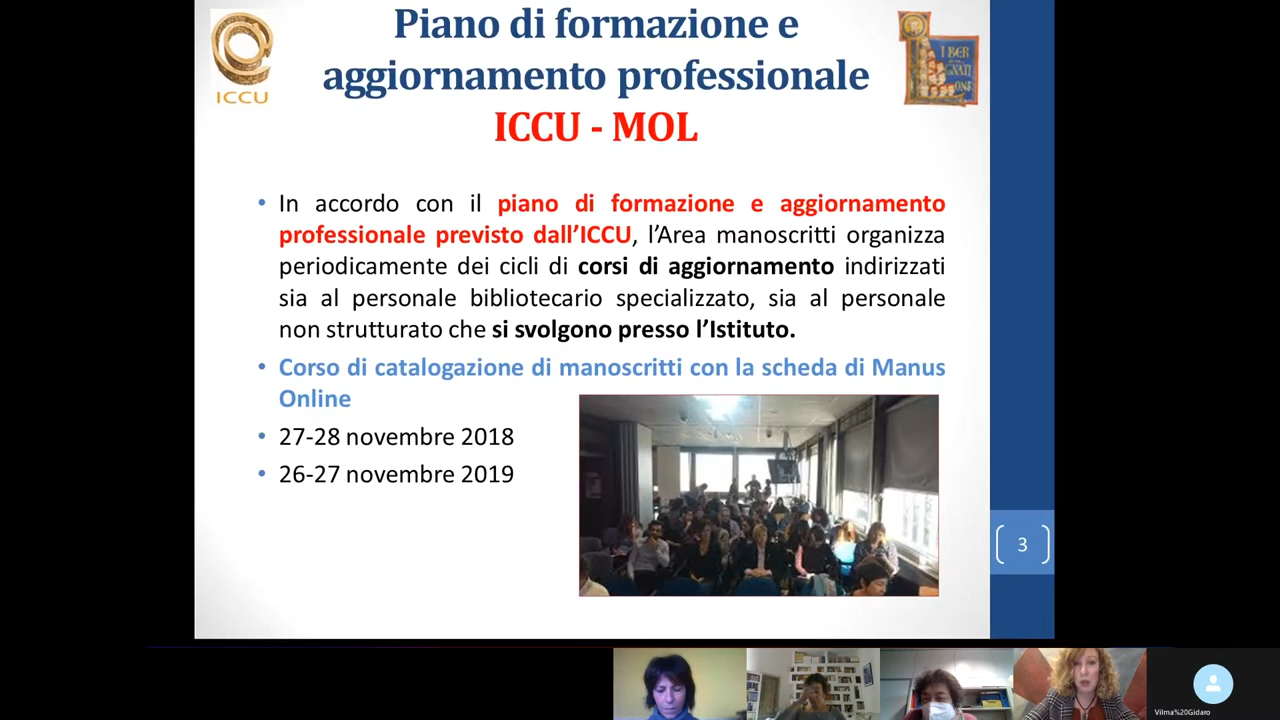 Piano di formazione e
aggiornamento professionale
ICCU - MOL
ICCU
I BER
GNATI
ONI
• In accordo con il piano di formazione e aggiornamento
professionale previsto dall'ICCU, l'Area manoscritti organizza
periodicamente dei cicli di corsi di aggiornamento indirizzati
sia al personale bibliotecario specializzato, sia al personale
non strutturato che si svolgono presso l'Istituto.
• Corso di catalogazione di manoscritti con la scheda di Manus
Online
• 27-28 novembre 2018
• 26-27 novembre 2019
3
Vilma%20Gidaro